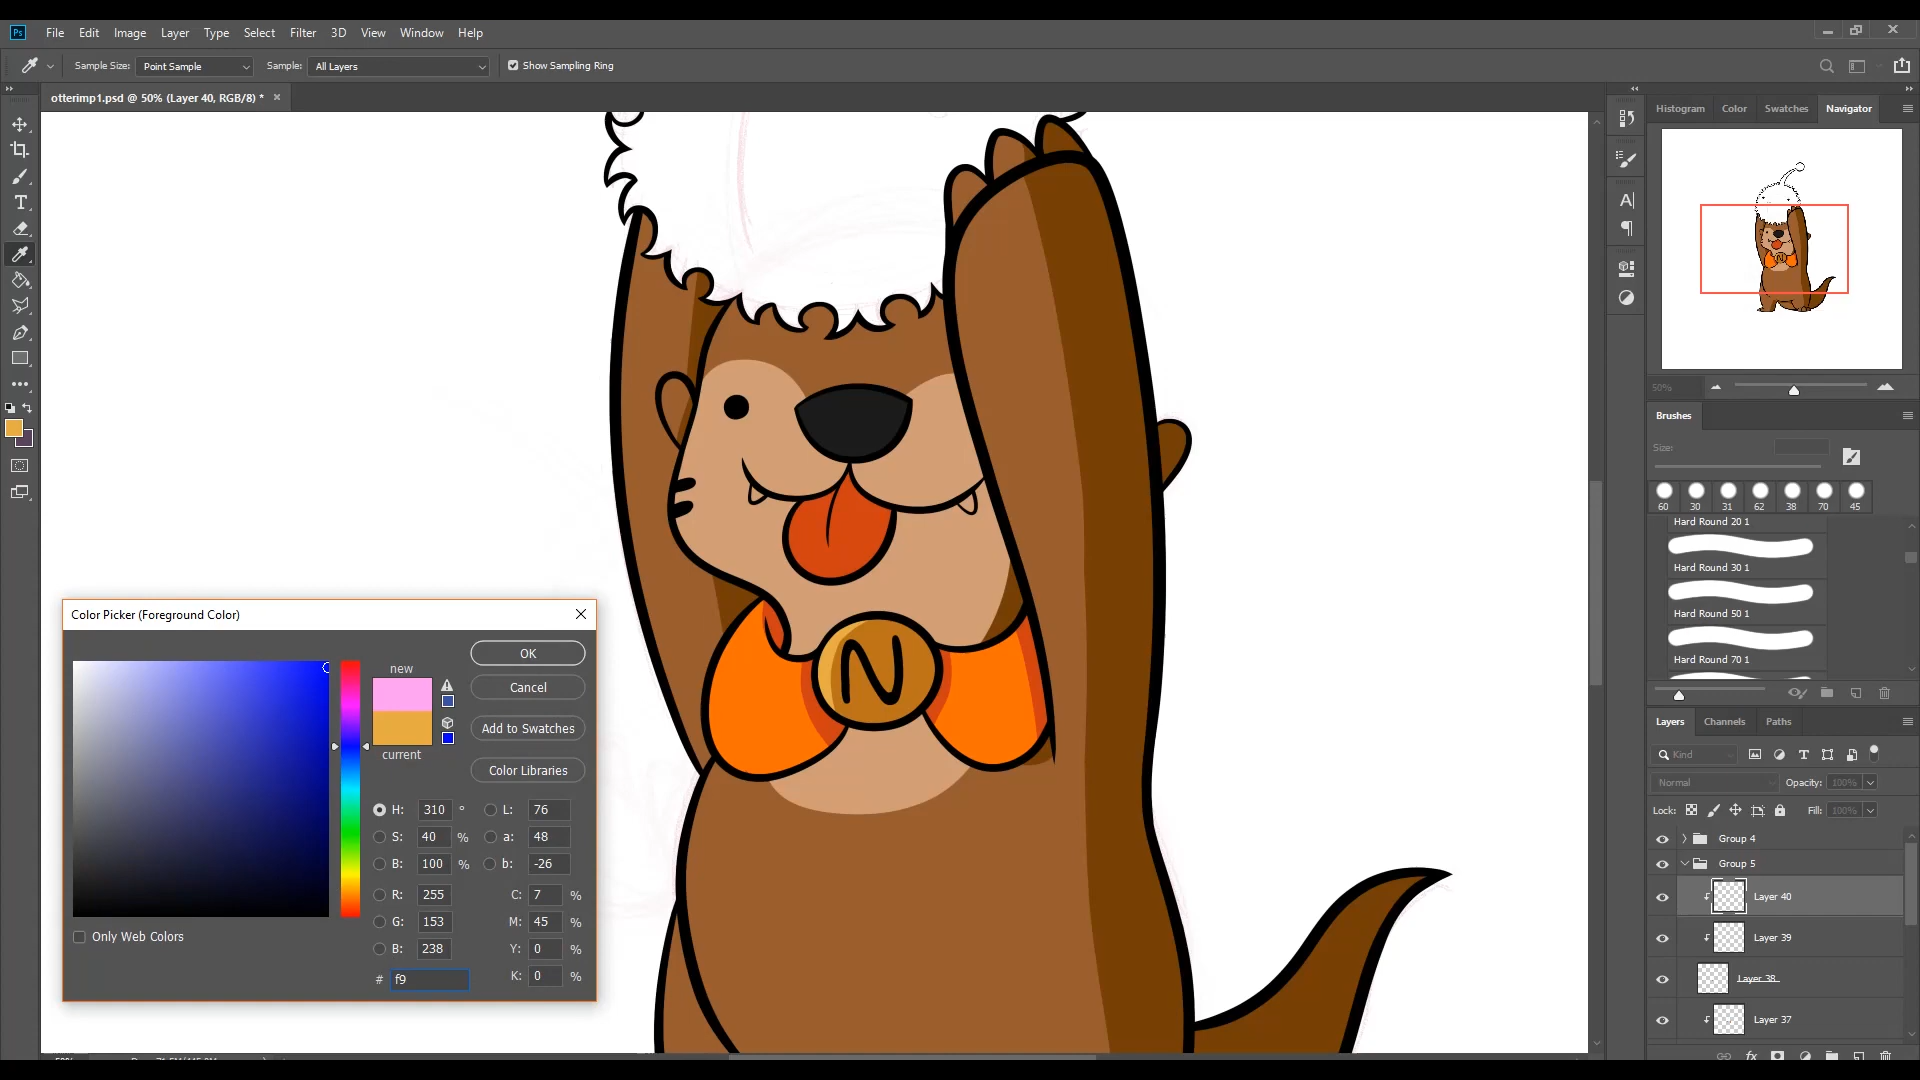 Ps File Edit Image Layer Type Select Filter 3D View Window Help
Sample Size: Point Sample Sample: All Layers Show Sampling Ring
otterimp1.psd @ 50% (Layer 40, RGB/8) *
Histogram Color Swatches Navigator
50%
Brushes
Size:
60 30 31 62 38 70 45
Hard Round 20 1
Hard Round 30 1
Hard Round 50 1
Hard Round 70 1
Layers Channels Paths
Kind
Normal Opacity: 100%
Lock: Fill: 100%
Group 4
Group 5
Layer 40
Layer 39
Layer 38
Layer 37
fx
N
Color Picker (Foreground Color)
new
current
OK
Cancel
Add to Swatches
Color Libraries
H: 310 ° L: 76
S: 40 % a: 48
B: 100 % b: -26
R: 255 C: 7 %
G: 153 M: 45 %
B: 238 Y: 0 %
# f9 K: 0 %
Only Web Colors